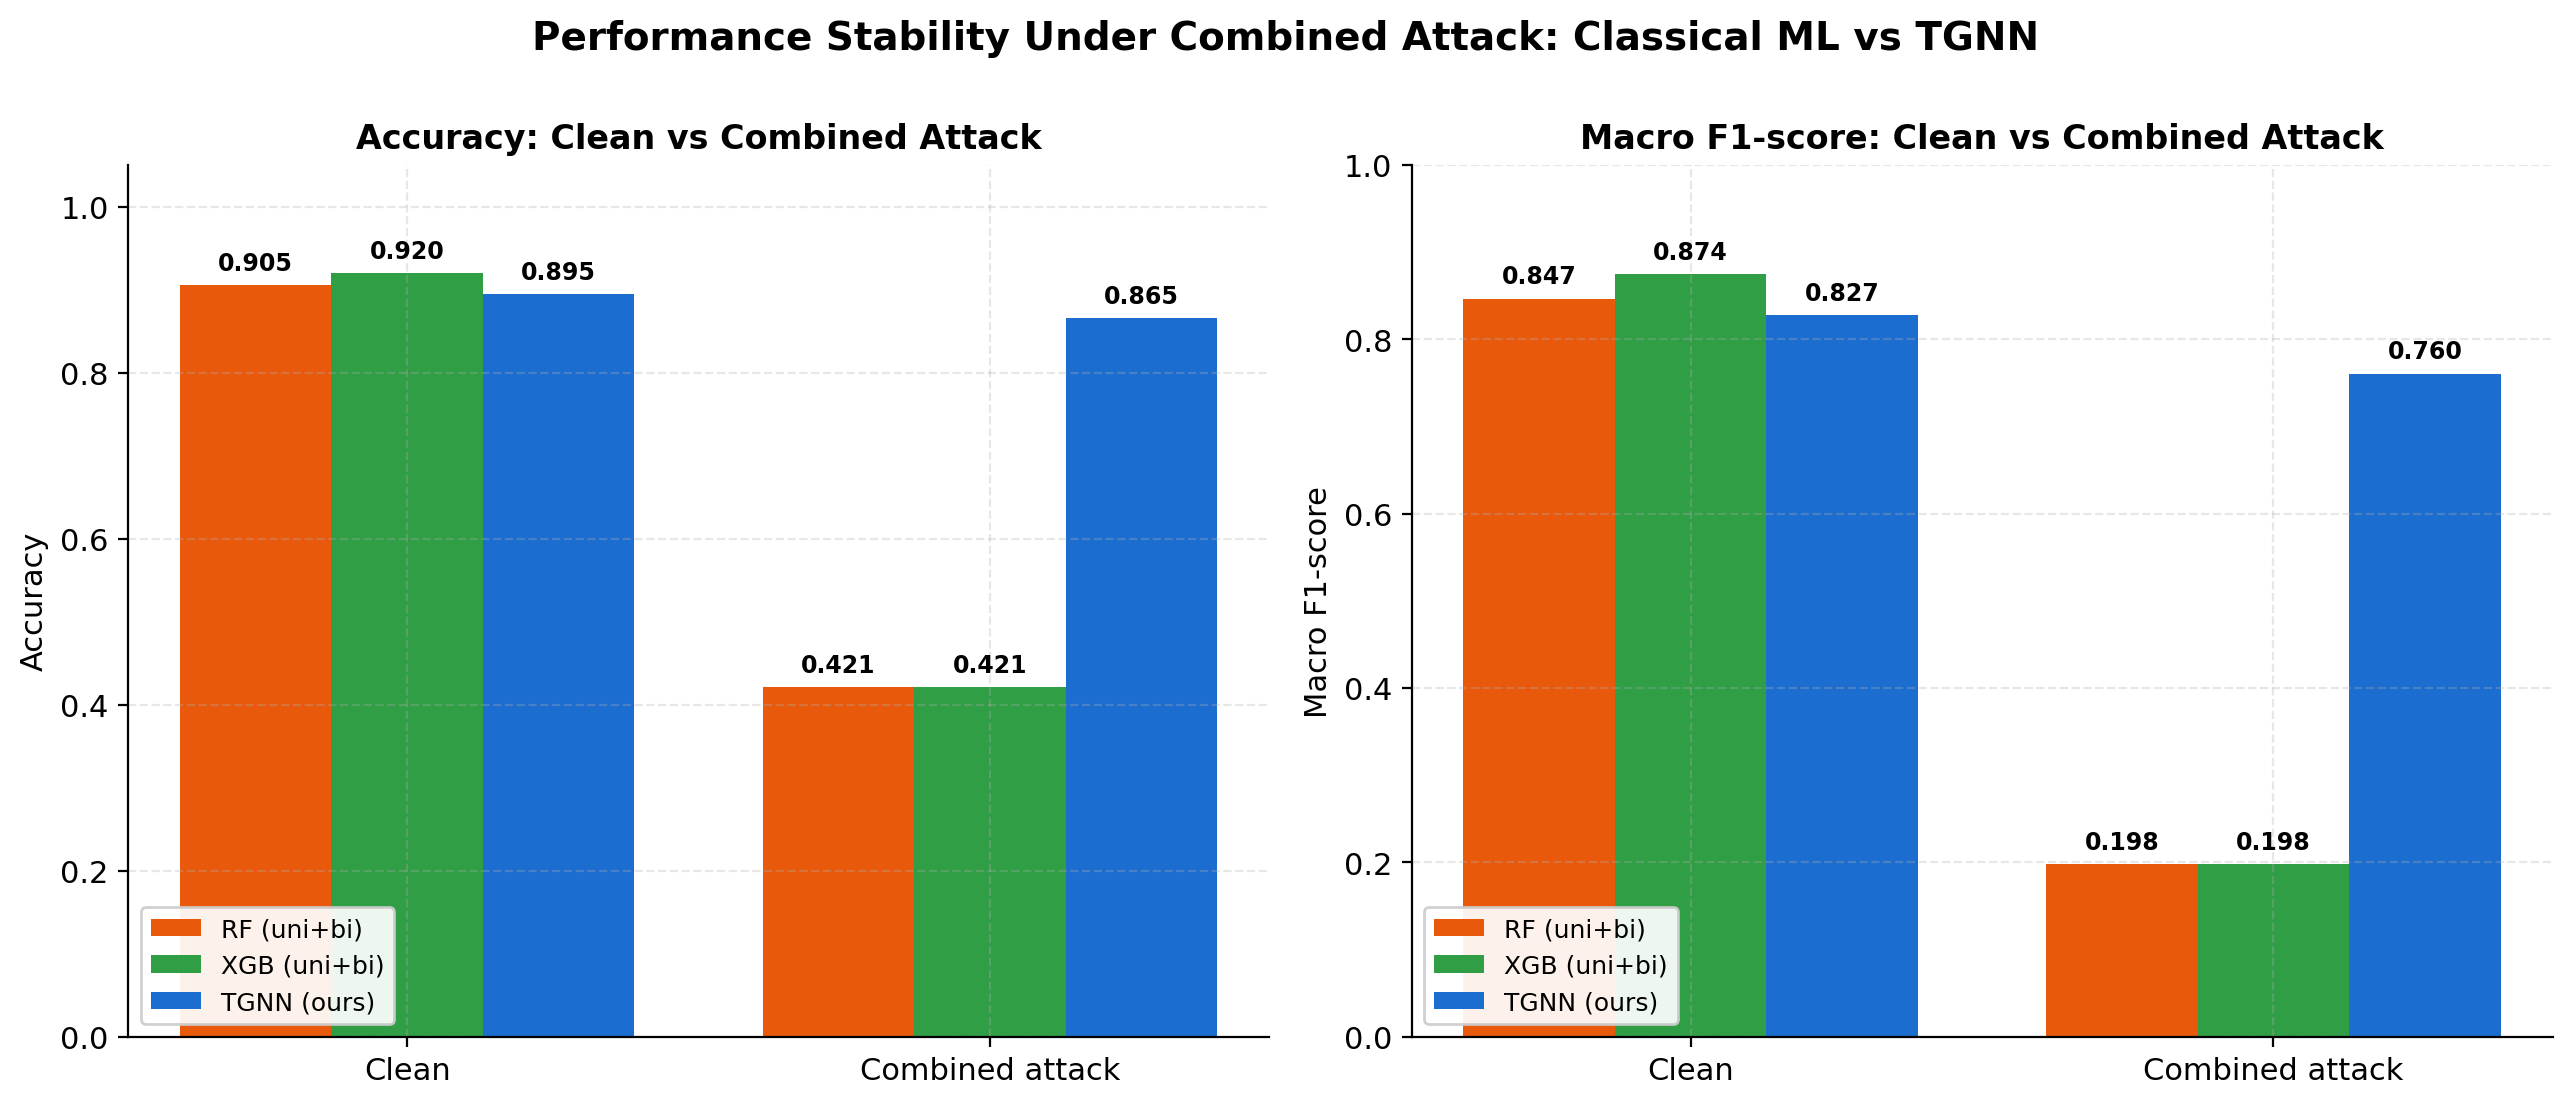 Performance Stability Under Combined Attack: Classical ML vs TGNN
Accuracy: Clean vs Combined Attack
Accuracy
1.0
0.8
0.6
0.4
0.2
0.0
0.905
0.920
0.895
0.421
0.421
0.865
RF (uni+bi)
XGB (uni+bi)
TGNN (ours)
Clean
Combined attack
Macro F1-score: Clean vs Combined Attack
Macro F1-score
1.0
0.8
0.6
0.4
0.2
0.0
0.847
0.874
0.827
0.198
0.198
0.760
RF (uni+bi)
XGB (uni+bi)
TGNN (ours)
Clean
Combined attack